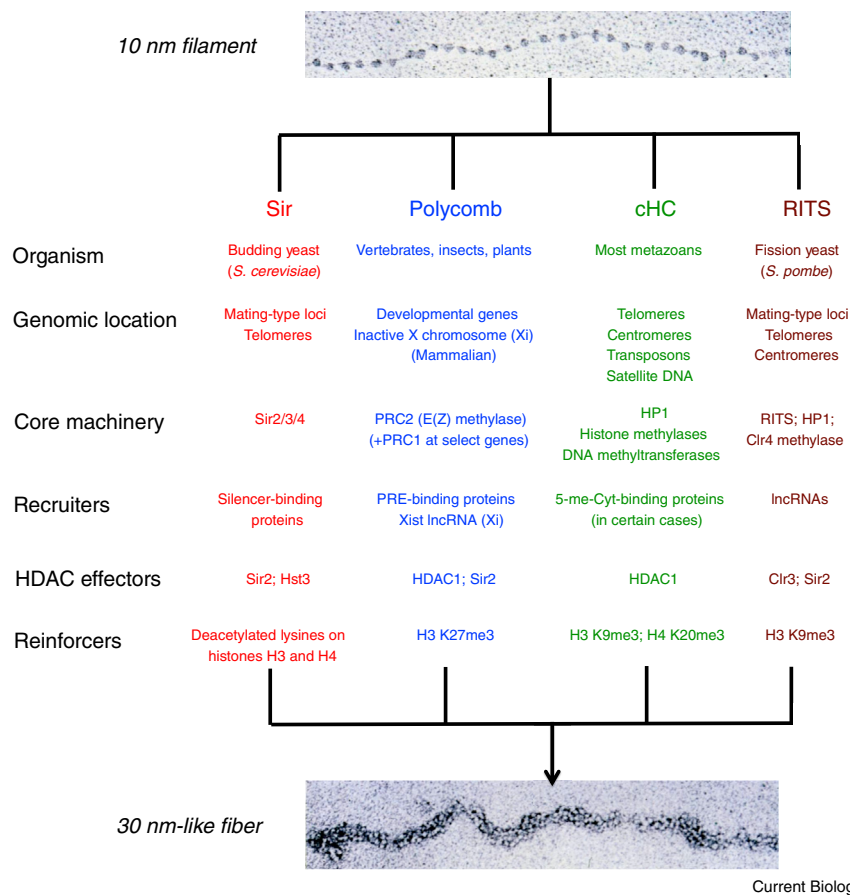 10 nm filament
Sir Polycomb cHC RITS
Organism
Budding yeast
(S. cerevisiae)
Vertebrates, insects, plants
Most metazoans
Fission yeast
(S. pombe)
Genomic location
Mating-type loci
Telomeres
Developmental genes
Inactive X chromosome (Xi)
(Mammalian)
Telomeres
Centromeres
Transposons
Satellite DNA
Mating-type loci
Telomeres
Centromeres
Core machinery
Sir2/3/4
PRC2 (E(Z) methylase)
(+PRC1 at select genes)
HP1
Histone methylases
DNA methyltransferases
RITS; HP1;
Clr4 methylase
Recruiters
Silencer-binding
proteins
PRE-binding proteins
Xist lncRNA (Xi)
5-me-Cyt-binding proteins
(in certain cases)
lncRNAs
HDAC effectors
Sir2; Hst3
HDAC1; Sir2
HDAC1
Clr3; Sir2
Reinforcers
Deacetylated lysines on
histones H3 and H4
H3 K27me3
H3 K9me3; H4 K20me3
H3 K9me3
30 nm-like fiber
Current Biolog